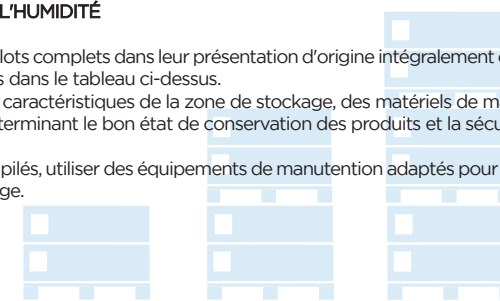 L'HUMIDITÉ
lots complets dans leur présentation d'origine intégralement
s dans le tableau ci-dessus.
caractéristiques de la zone de stockage, des matériels de m
terminant le bon état de conservation des produits et la sécu
pilés, utiliser des équipements de manutention adaptés pour
ge.